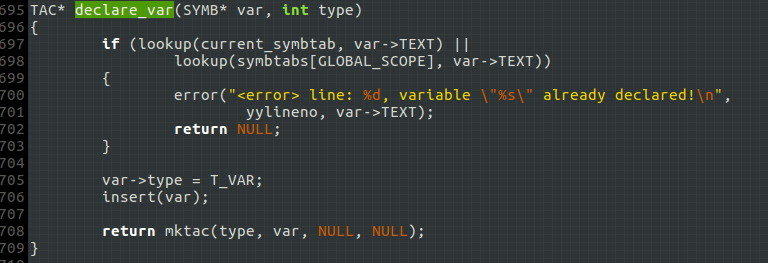 695 TAC* declare_var(SYMB* var, int type)
696 {
697         if (lookup(current_symbtab, var->TEXT) ||
698                 lookup(symbtabs[GLOBAL_SCOPE], var->TEXT))
699         {
700                 error("<error> line: %d, variable \"%s\" already declared!\n",
701                         yylineno, var->TEXT);
702                 return NULL;
703         }
704
705         var->type = T_VAR;
706         insert(var);
707
708         return mktac(type, var, NULL, NULL);
709 }